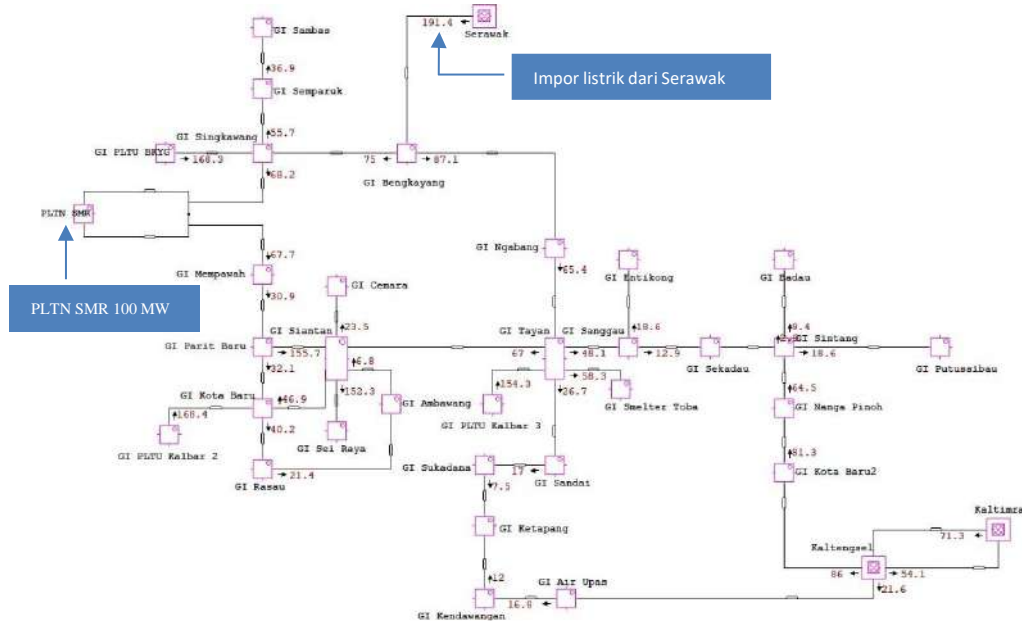 GI Sambas
191.4
Serawak
36.9
GI Semparuk
Impor listrik dari Serawak
GI Singkawang
55.7
GI PLTU BKYG
168.3
75
87.1
68.2
GI Bengkayang
PLTN SMR
67.7
GI Ngabang
GI Mempawah
GI Cemara
65.4
GI Entikong
GI Badau
PLTN SMR 100 MW
30.9
23.5
GI Siantan
GI Tayan
GI Sanggau
18.6
9.4
GI Sintang
GI Parit Baru
155.7
67
48.1
12.9
18.6
6.8
GI Sekadau
GI Putussibau
32.1
58.3
154.3
64.5
GI Kota Baru
46.9
152.3
26.7
168.4
GI Ambawang
GI Smelter Toba
GI Nanga Pinoh
40.2
GI PLTU Kalbar 3
GI PLTU Kalbar 2
GI Sei Raya
81.3
GI Sukadana
17
GI Kota Baru2
21.4
GI Rasau
7.5
GI Sandai
Kaltimra
GI Ketapang
71.3
Kaltengsel
86
54.1
12
GI Air Upas
21.6
16.8
GI Kendawangan